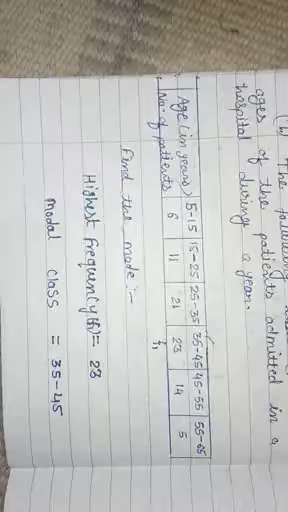 (b) The following
ages of the patients admitted in a
hospital during a year.
Age (in years) 5-15 15-25 25-35 35-45 45-55 55-65
No. of patients 6 11 21 23 14 5
f₁
Find the mode :-
Highest frequency(f₁) = 23
modal class = 35-45